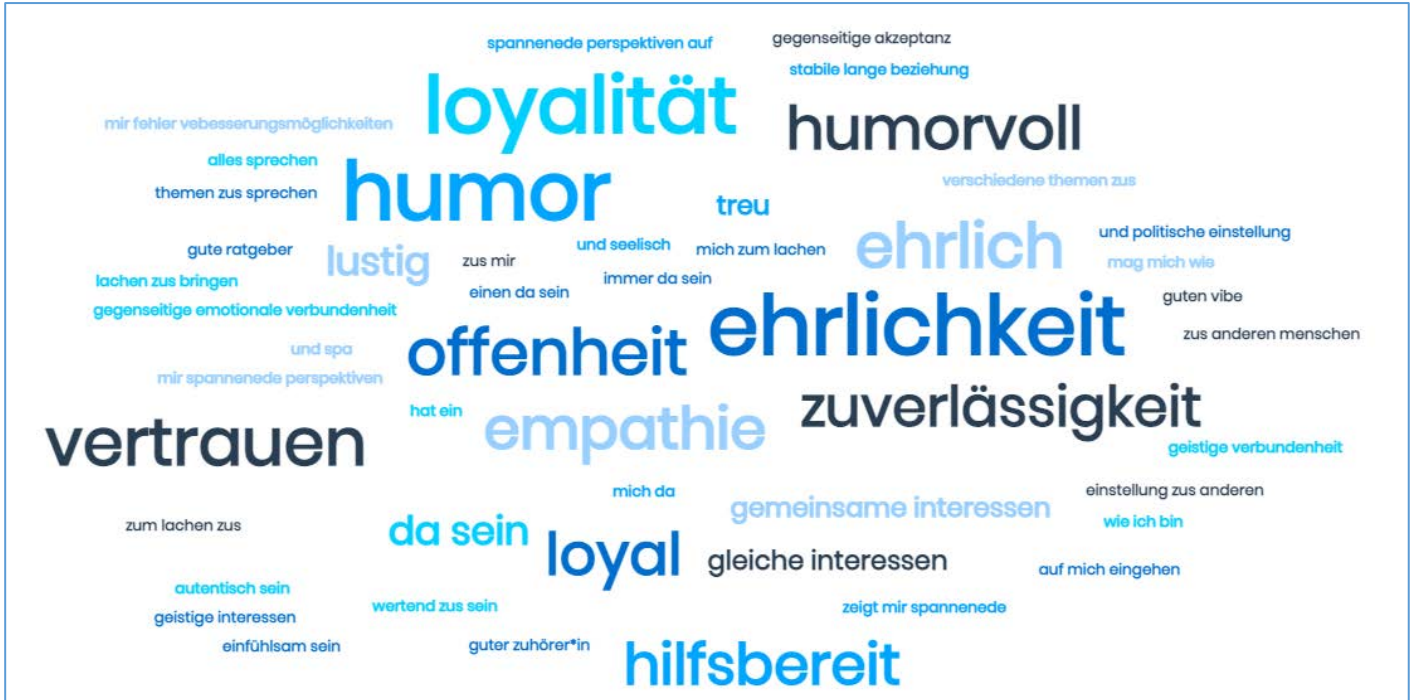 spannenede perspektiven auf
gegenseitige akzeptanz
stabile lange beziehung
loyalität
humorvoll
mir fehler vebesserungsmöglichkeiten
alles sprechen
humor
themen zus sprechen
verschiedene themen zus
treu
gute ratgeber
lustig
zus mir
und seelisch
mich zum lachen
ehrlich
und politische einstellung
mag mich wie
lachen zus bringen
einen da sein
immer da sein
guten vibe
gegenseitige emotionale verbundenheit
ehrlichkeit
zus anderen menschen
und spa
offenheit
mir spannenede perspektiven
hat ein
empathie
zuverlässigkeit
vertrauen
geistige verbundenheit
mich da
gemeinsame interessen
einstellung zus anderen
zum lachen zus
da sein
wie ich bin
loyal
gleiche interessen
auf mich eingehen
autentisch sein
wertend zus sein
zeigt mir spannenede
geistige interessen
einfühlsam sein
guter zuhörer*in
hilfsbereit